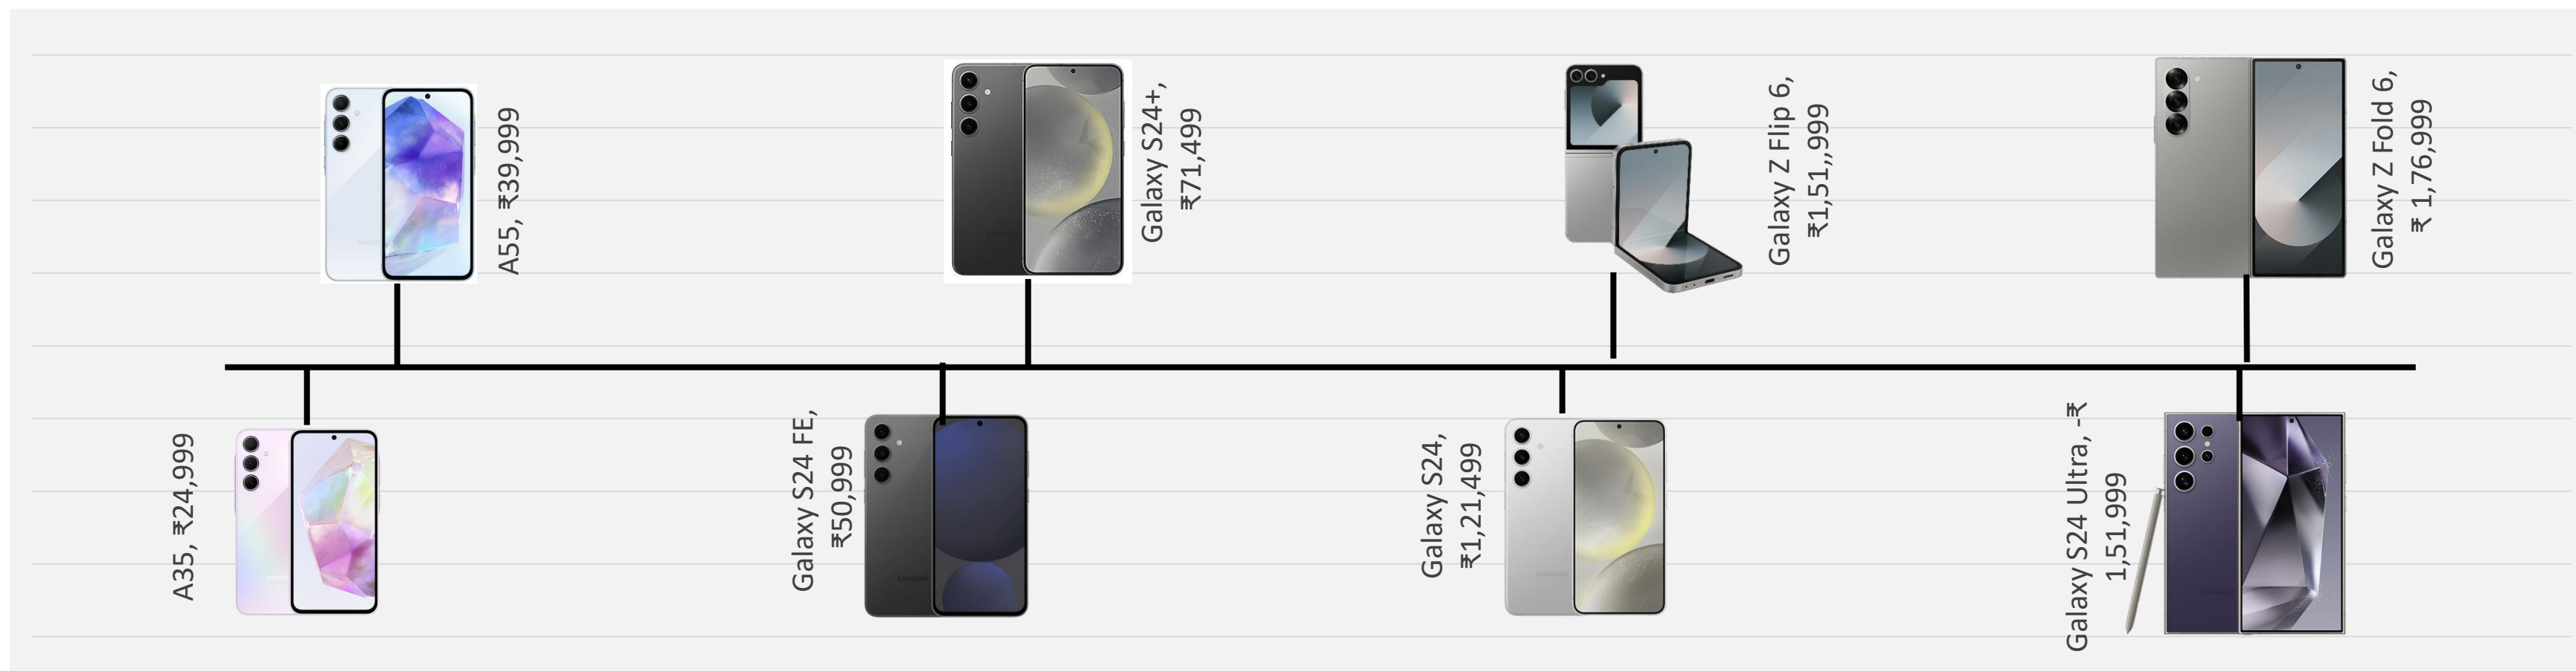 A55, ₹39,999
Galaxy S24+,
₹71,499
Galaxy Z Flip 6,
₹1,51,,999
Galaxy Z Fold 6,
₹ 1,76,999
A35, ₹24,999
Galaxy S24 FE,
₹50,999
Galaxy S24,
₹1,21,499
Galaxy S24 Ultra, -₹
1,51,999